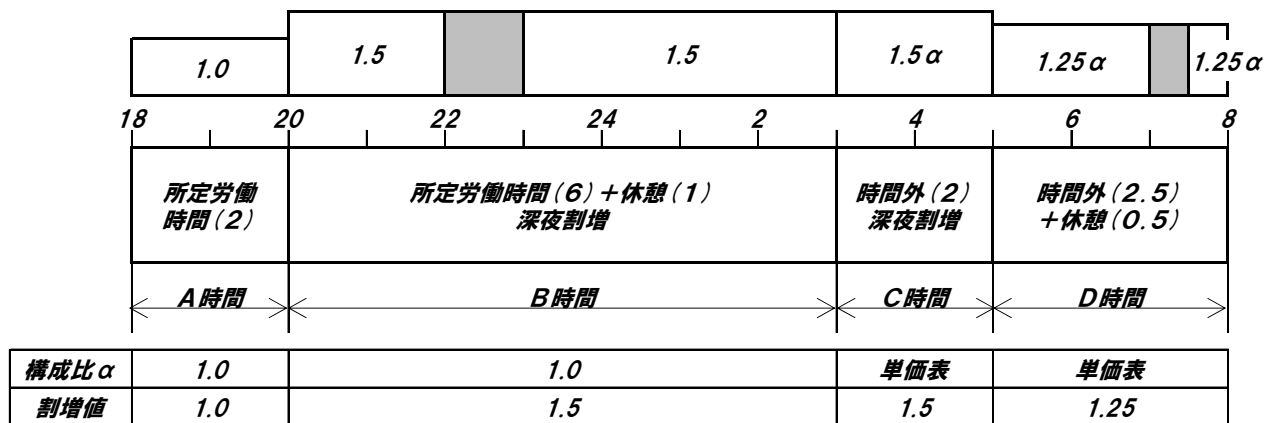 1.0 1.5 1.5 1.5α 1.25α 1.25α
18 20 22 24 2 4 6 8
所定労働
時間(2)
所定労働時間(6)+休憩(1)
深夜割増
時間外(2)
深夜割増
時間外(2.5)
+休憩(0.5)
A時間 B時間 C時間 D時間
構成比α 1.0 1.0 単価表 単価表
割増値 1.0 1.5 1.5 1.25